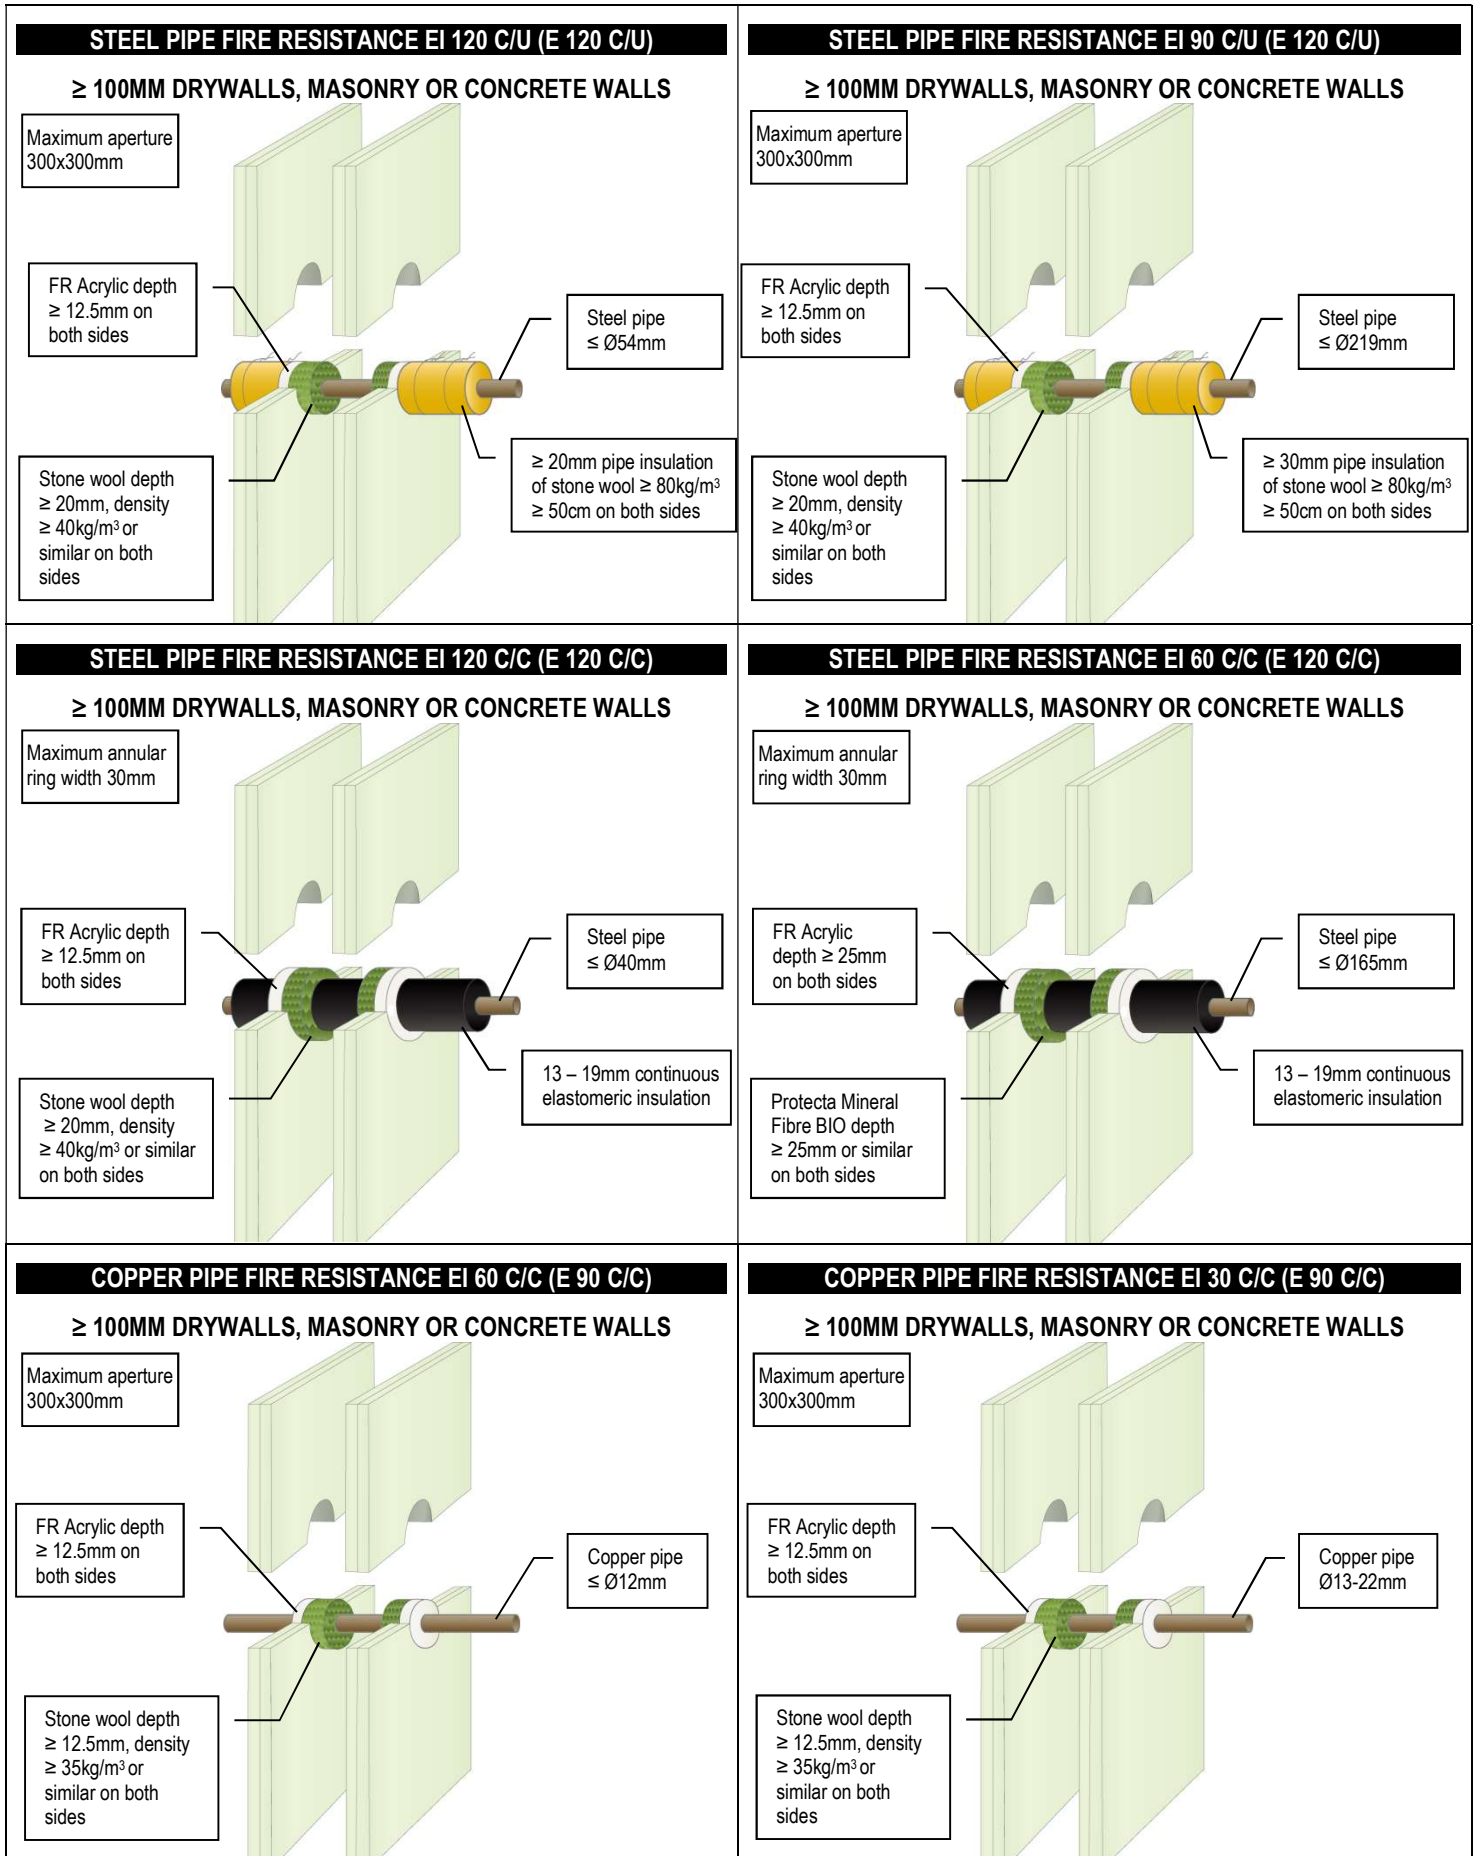 STEEL PIPE FIRE RESISTANCE EI 120 C/U (E 120 C/U)
≥ 100MM DRYWALLS, MASONRY OR CONCRETE WALLS
Maximum aperture
300x300mm
FR Acrylic depth
≥ 12.5mm on
both sides
Steel pipe
≤ Ø54mm
Stone wool depth
≥ 20mm, density
≥ 40kg/m³ or
similar on both
sides
≥ 20mm pipe insulation
of stone wool ≥ 80kg/m³
≥ 50cm on both sides
STEEL PIPE FIRE RESISTANCE EI 90 C/U (E 120 C/U)
≥ 100MM DRYWALLS, MASONRY OR CONCRETE WALLS
Maximum aperture
300x300mm
FR Acrylic depth
≥ 12.5mm on
both sides
Steel pipe
≤ Ø219mm
Stone wool depth
≥ 20mm, density
≥ 40kg/m³ or
similar on both
sides
≥ 30mm pipe insulation
of stone wool ≥ 80kg/m³
≥ 50cm on both sides
STEEL PIPE FIRE RESISTANCE EI 120 C/C (E 120 C/C)
≥ 100MM DRYWALLS, MASONRY OR CONCRETE WALLS
Maximum annular
ring width 30mm
FR Acrylic depth
≥ 12.5mm on
both sides
Steel pipe
≤ Ø40mm
Stone wool depth
≥ 20mm, density
≥ 40kg/m³ or similar
on both sides
13 – 19mm continuous
elastomeric insulation
STEEL PIPE FIRE RESISTANCE EI 60 C/C (E 120 C/C)
≥ 100MM DRYWALLS, MASONRY OR CONCRETE WALLS
Maximum annular
ring width 30mm
FR Acrylic
depth ≥ 25mm
on both sides
Steel pipe
≤ Ø165mm
Protecta Mineral
Fibre BIO depth
≥ 25mm or similar
on both sides
13 – 19mm continuous
elastomeric insulation
COPPER PIPE FIRE RESISTANCE EI 60 C/C (E 90 C/C)
≥ 100MM DRYWALLS, MASONRY OR CONCRETE WALLS
Maximum aperture
300x300mm
FR Acrylic depth
≥ 12.5mm on
both sides
Copper pipe
≤ Ø12mm
Stone wool depth
≥ 12.5mm, density
≥ 35kg/m³ or
similar on both
sides
COPPER PIPE FIRE RESISTANCE EI 30 C/C (E 90 C/C)
≥ 100MM DRYWALLS, MASONRY OR CONCRETE WALLS
Maximum aperture
300x300mm
FR Acrylic depth
≥ 12.5mm on
both sides
Copper pipe
Ø13-22mm
Stone wool depth
≥ 12.5mm, density
≥ 35kg/m³ or
similar on both
sides